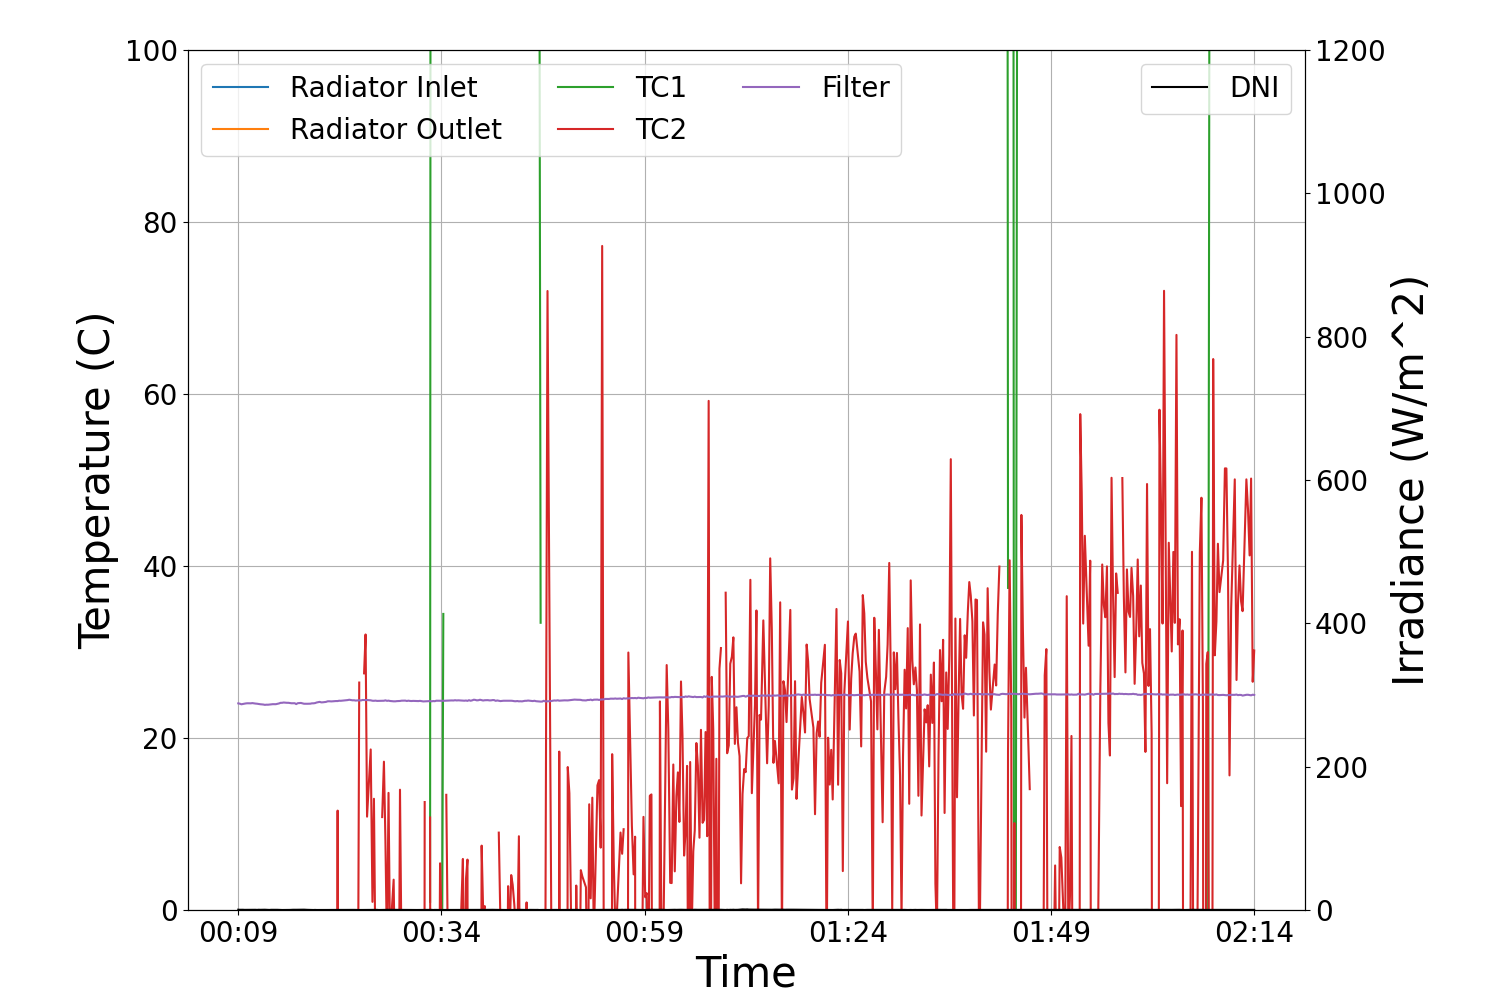 100 1200
Radiator Inlet TC1 Filter DNI
Radiator Outlet TC2
1000
80
800
60
600
40
400
20
200
0 0
Temperature (C)
Irradiance (W/m^2)
00:09 00:34 00:59 01:24 01:49 02:14
Time